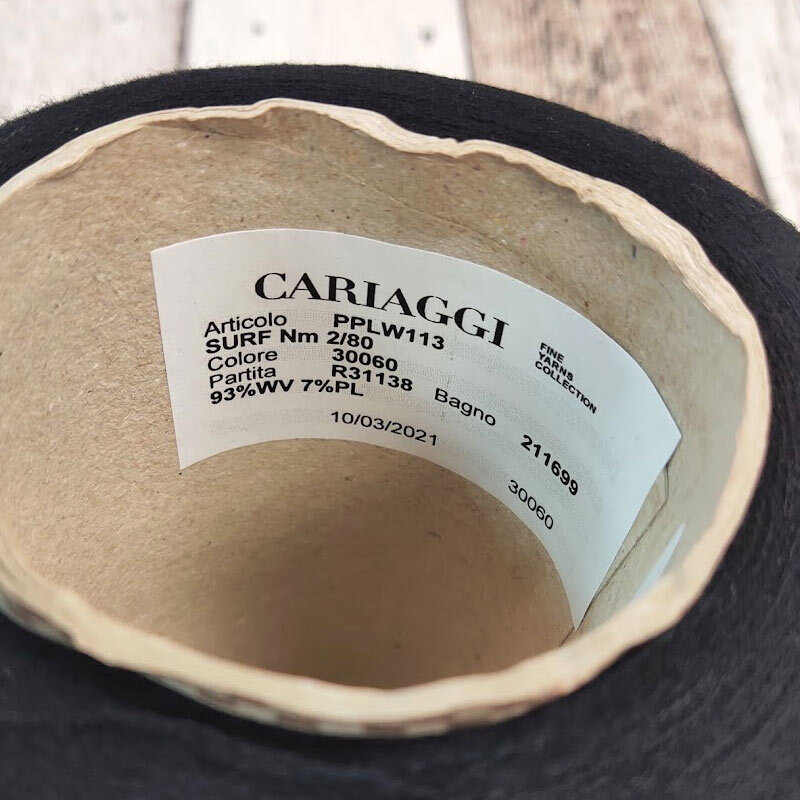 CARIAGGI
FINE
YARNS
COLLECTION
Articolo PPLW113
SURF Nm 2/80
Colore 30060
Partita R31138 Bagno 211699
93%WV 7%PL
10/03/2021
30060